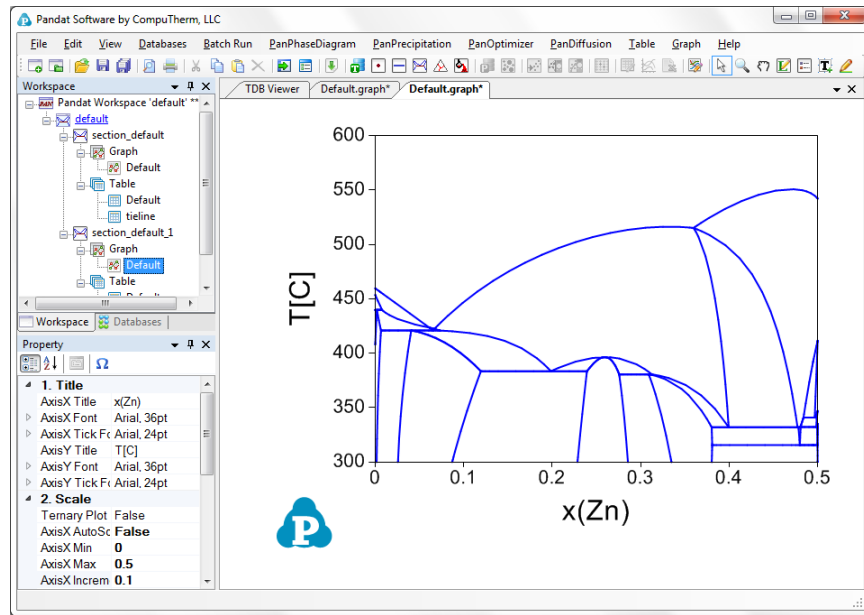 Pandat Software by CompuTherm, LLC
File Edit View Databases Batch Run PanPhaseDiagram PanPrecipitation PanOptimizer PanDiffusion Table Graph Help
Workspace
TDB Viewer Default.graph* Default.graph*
Pandat Workspace 'default' **
default
section_default
Graph
Default
Table
Default
tieline
section_default_1
Graph
Default
Table
Workspace Databases
Property
1. Title
AxisX Title x(Zn)
AxisX Font Arial, 36pt
AxisX Tick Fo Arial, 24pt
AxisY Title T[C]
AxisY Font Arial, 36pt
AxisY Tick Fo Arial, 24pt
2. Scale
Ternary Plot False
AxisX AutoSc False
AxisX Min 0
AxisX Max 0.5
AxisX Increm 0.1
600
550
500
450
400
350
300
T[C]
0 0.1 0.2 0.3 0.4 0.5
x(Zn)
P